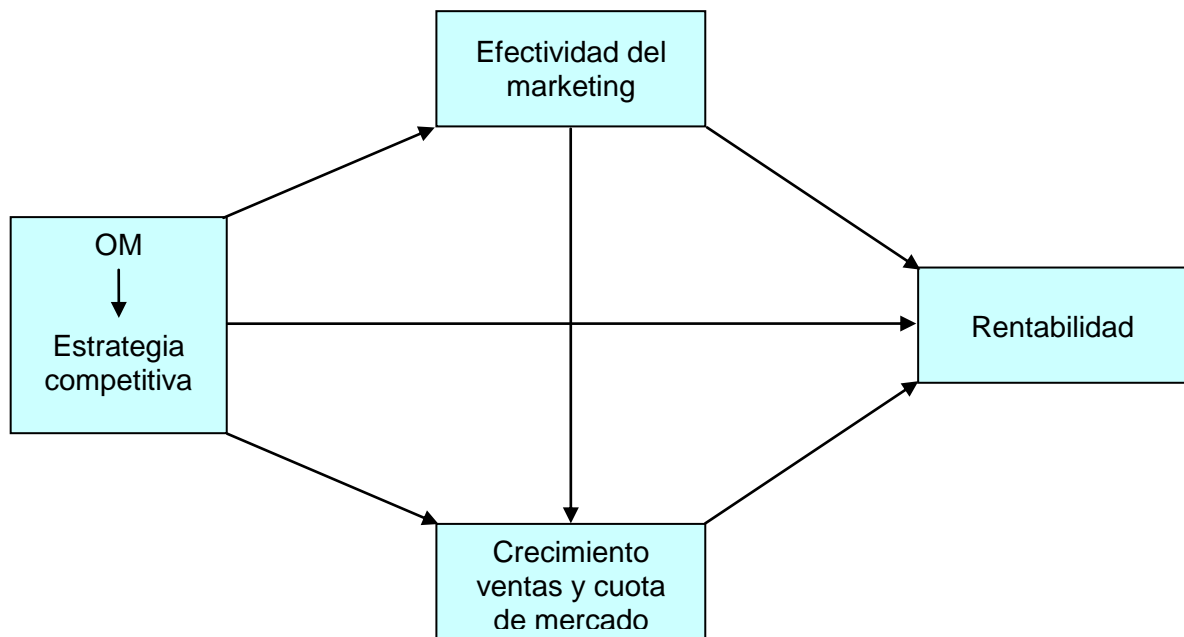 Efectividad del
marketing
OM
Estrategia
competitiva
Rentabilidad
Crecimiento
ventas y cuota
de mercado